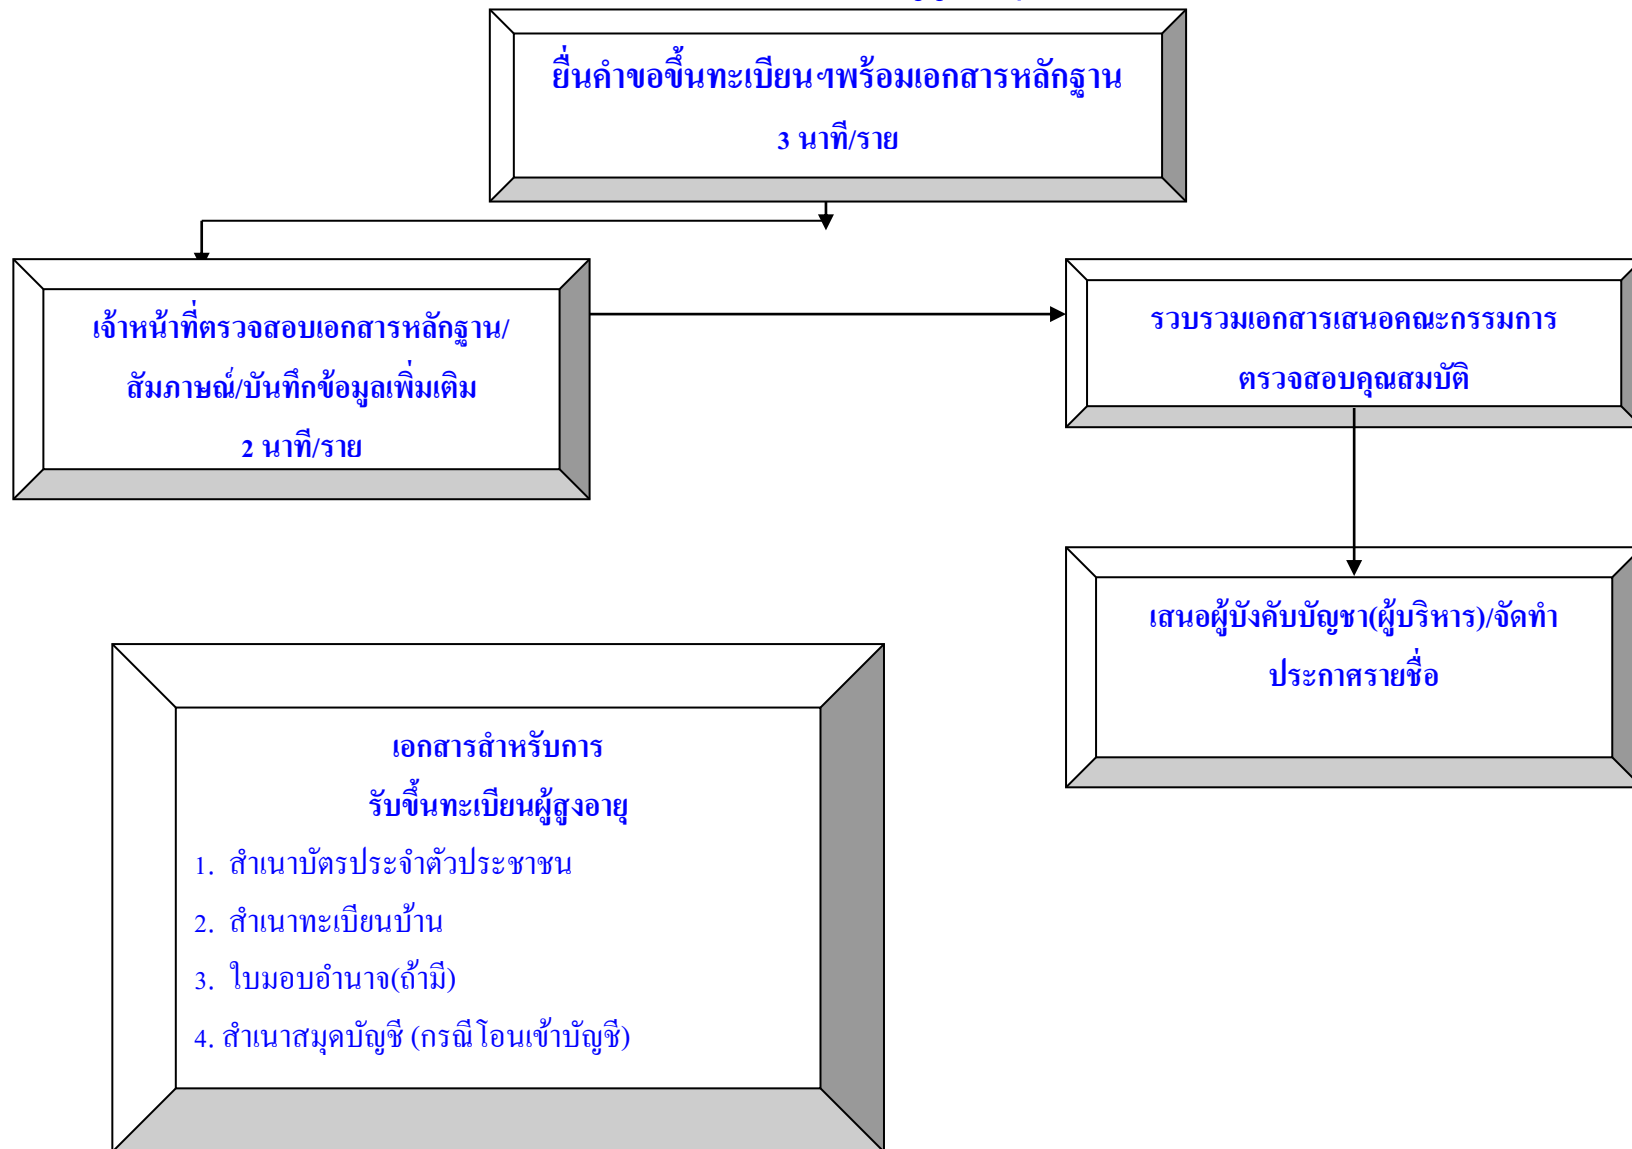 ยื่นคำขอขึ้นทะเบียนฯพร้อมเอกสารหลักฐาน
3 นาที/ราย
เจ้าหน้าที่ตรวจสอบเอกสารหลักฐาน/
สัมภาษณ์/บันทึกข้อมูลเพิ่มเติม
2 นาที/ราย
รวบรวมเอกสารเสนอคณะกรรมการ
ตรวจสอบคุณสมบัติ
เสนอผู้บังคับบัญชา(ผู้บริหาร)/จัดทำ
ประกาศรายชื่อ
เอกสารสำหรับการ
รับขึ้นทะเบียนผู้สูงอายุ
1. สำเนาบัตรประจำตัวประชาชน
2. สำเนาทะเบียนบ้าน
3. ใบมอบอำนาจ(ถ้ามี)
4. สำเนาสมุดบัญชี (กรณีโอนเข้าบัญชี)